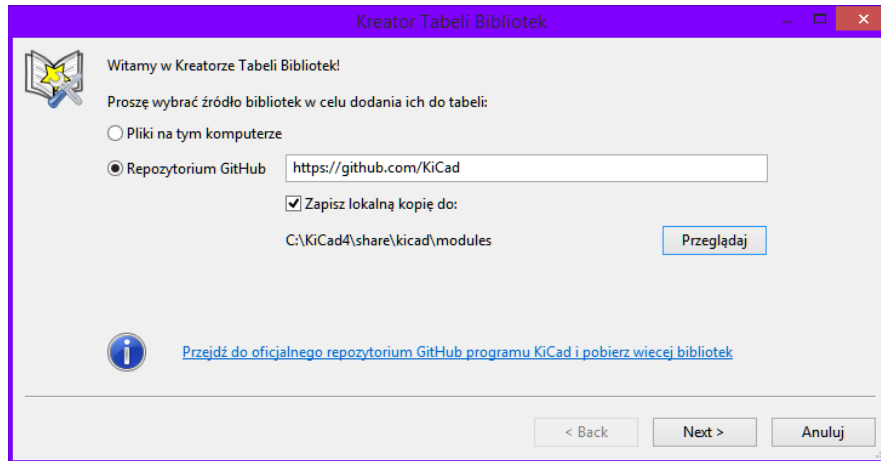 Kreator Tabeli Bibliotek
Witamy w Kreatorze Tabeli Bibliotek!
Proszę wybrać źródło bibliotek w celu dodania ich do tabeli:
Pliki na tym komputerze
Repozytorium GitHub https://github.com/KiCad
Zapisz lokalną kopię do:
C:\KiCad4\share\kicad\modules Przeglądaj
Przejdź do oficjalnego repozytorium GitHub programu KiCad i pobierz wiecej bibliotek
< Back Next > Anuluj